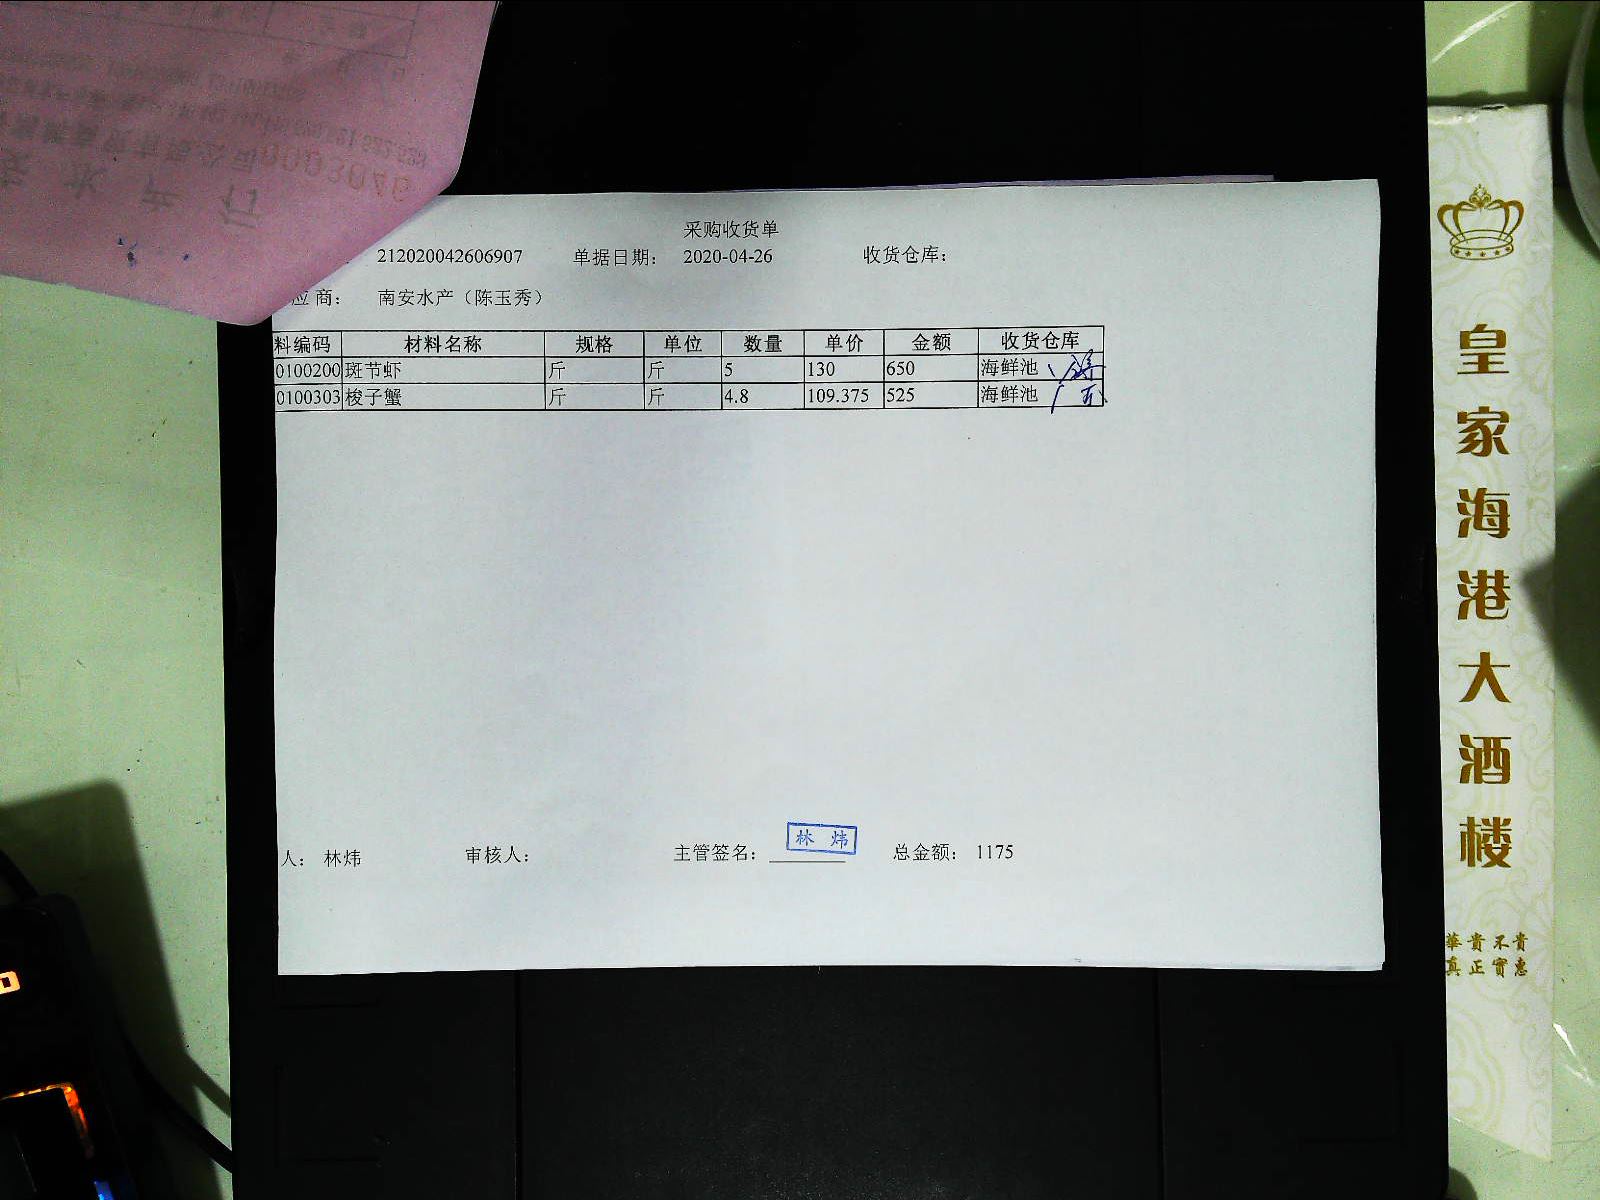 采购收货单
212020042606907 单据日期: 2020-04-26 收货仓库:
应商: 南安水产（陈玉秀）
料编码 材料名称 规格 单位 数量 单价 金额 收货仓库
0100200 斑节虾 斤 斤 5 130 650 海鲜池
0100303 梭子蟹 斤 斤 4.8 109.375 525 海鲜池
人: 林炜 审核人: 主管签名: 林炜 总金额: 1175
皇家海港大酒楼
華貴不貴
真正實惠